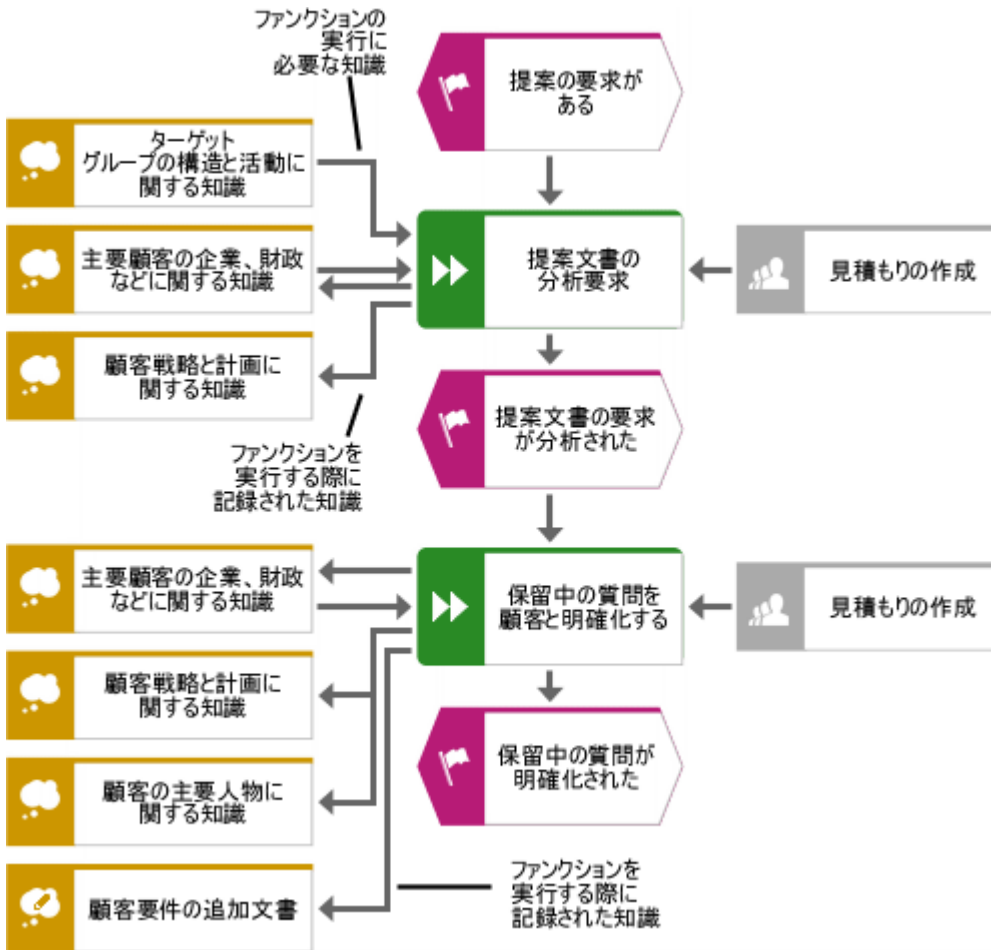 ファンクションの
実行に
必要な知識
提案の要求が
ある
ターゲット
グループの構造と活動に
関する知識
主要顧客の企業、財政
などに関する知識
提案文書の
分析要求
見積もりの作成
顧客戦略と計画に
関する知識
提案文書の要求
が分析された
ファンクションを
実行する際に
記録された知識
主要顧客の企業、財政
などに関する知識
保留中の質問を
顧客と明確化する
見積もりの作成
顧客戦略と計画に
関する知識
保留中の質問が
明確化された
顧客の主要人物に
関する知識
ファンクションを
実行する際に
記録された知識
顧客要件の追加文書